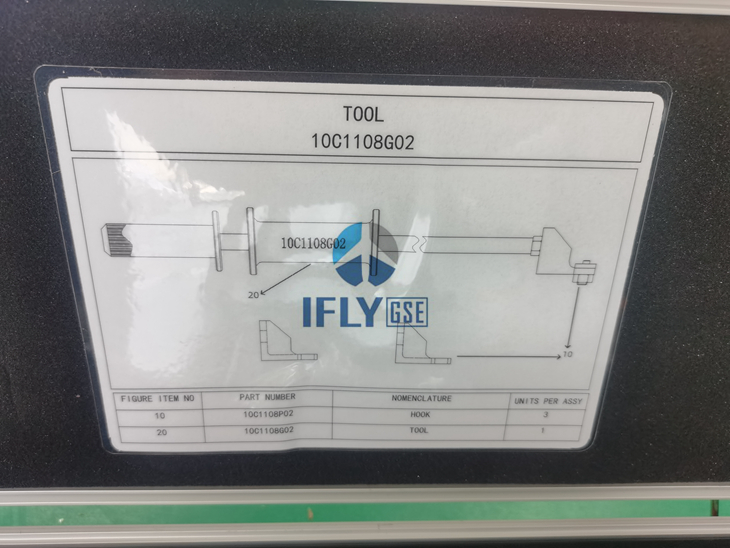 TOOL
10C1108G02
10C1108G02
20
IFLY GSE
10
FIGURE ITEM NO PART NUMBER NOMENCLATURE UNITS PER ASSY
10 10C1108P02 HOOK 3
20 10C1108G02 TOOL 1